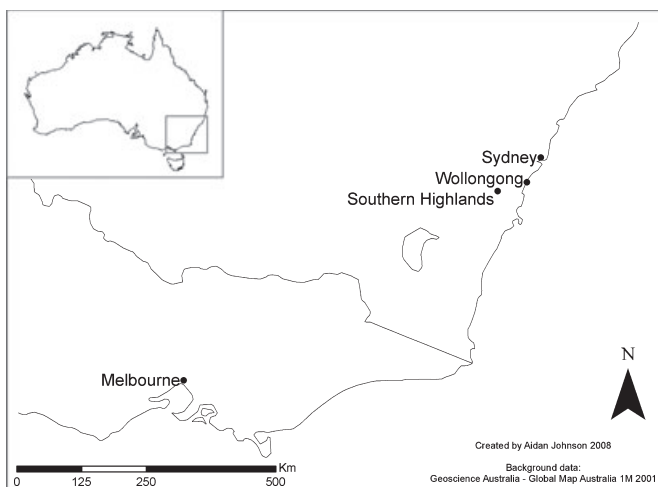 Sydney
Wollongong
Southern Highlands
Melbourne
N
Created by Aidan Johnson 2008
Km
0 125 250 500
Background data:
Geoscience Australia - Global Map Australia 1M 2001